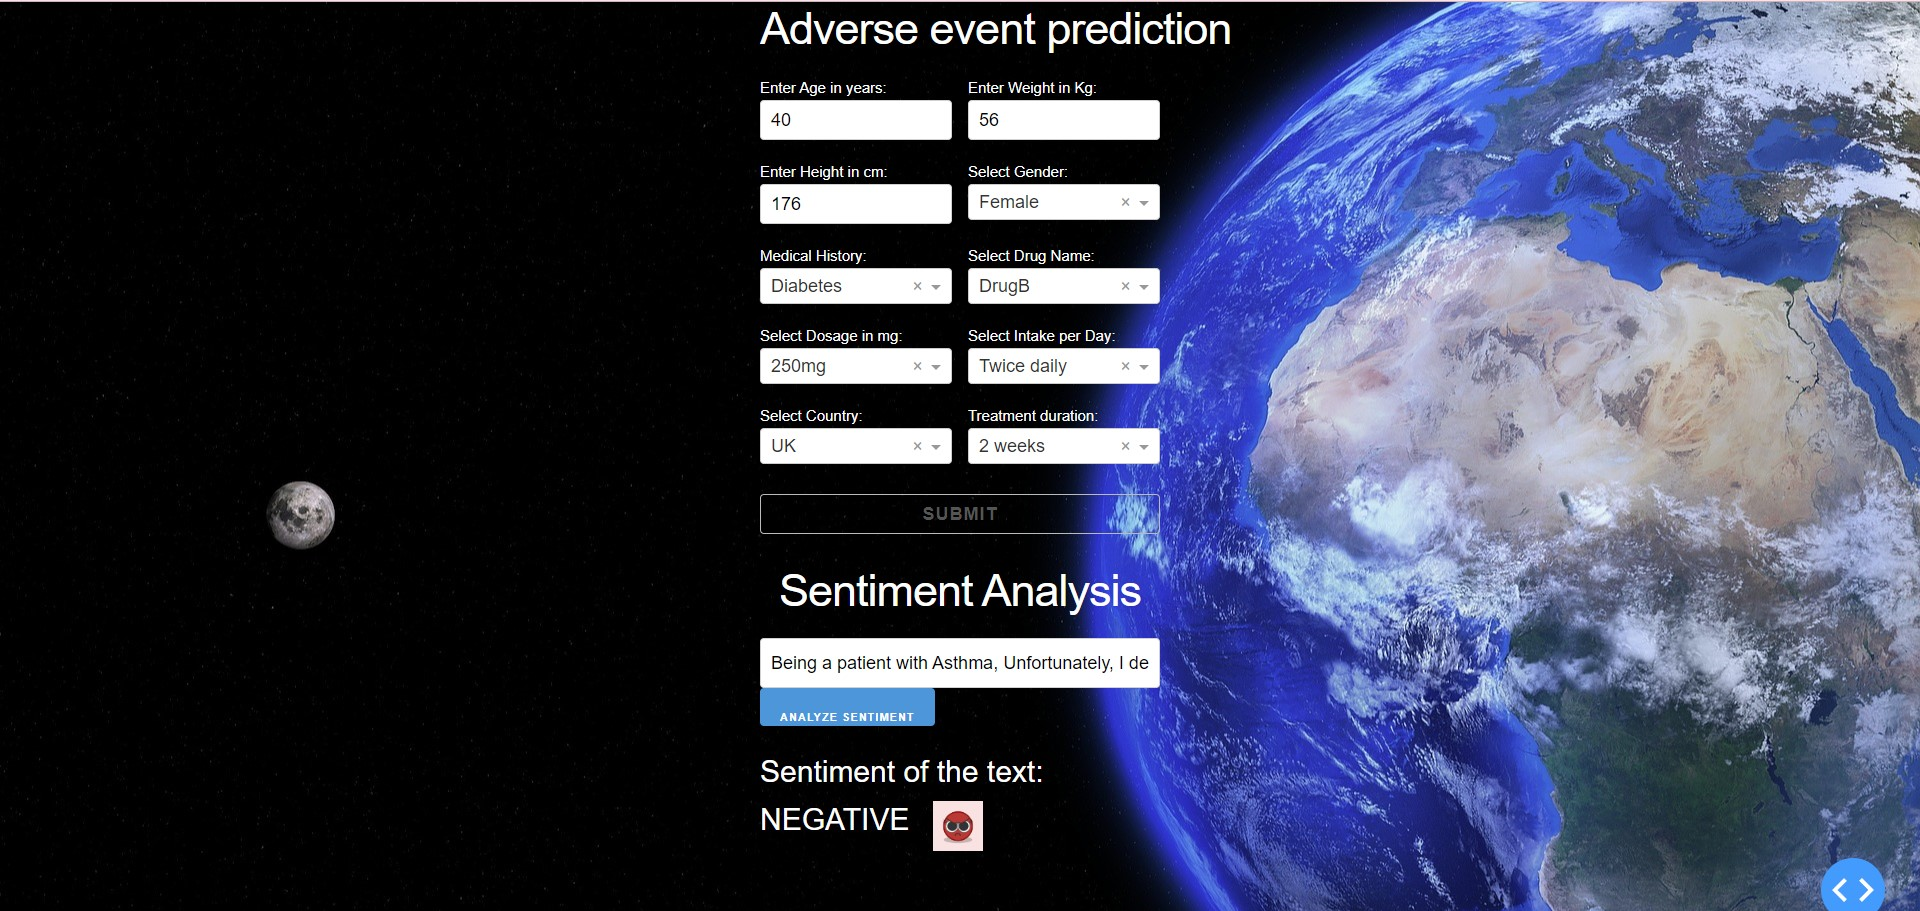 Adverse event prediction
Enter Age in years: Enter Weight in Kg:
40 56
Enter Height in cm: Select Gender:
176 Female
Medical History: Select Drug Name:
Diabetes DrugB
Select Dosage in mg: Select Intake per Day:
250mg Twice daily
Select Country: Treatment duration:
UK 2 weeks
SUBMIT
Sentiment Analysis
Being a patient with Asthma, Unfortunately, I de
ANALYZE SENTIMENT
Sentiment of the text:
NEGATIVE